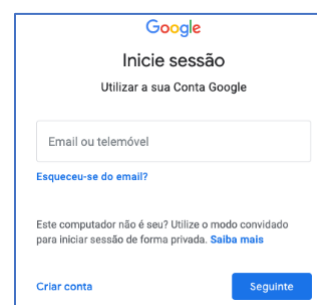 Google
Inicie sessão
Utilizar a sua Conta Google
Email ou telemóvel
Esqueceu-se do email?
Este computador não é seu? Utilize o modo convidado
para iniciar sessão de forma privada. Saiba mais
Criar conta
Seguinte